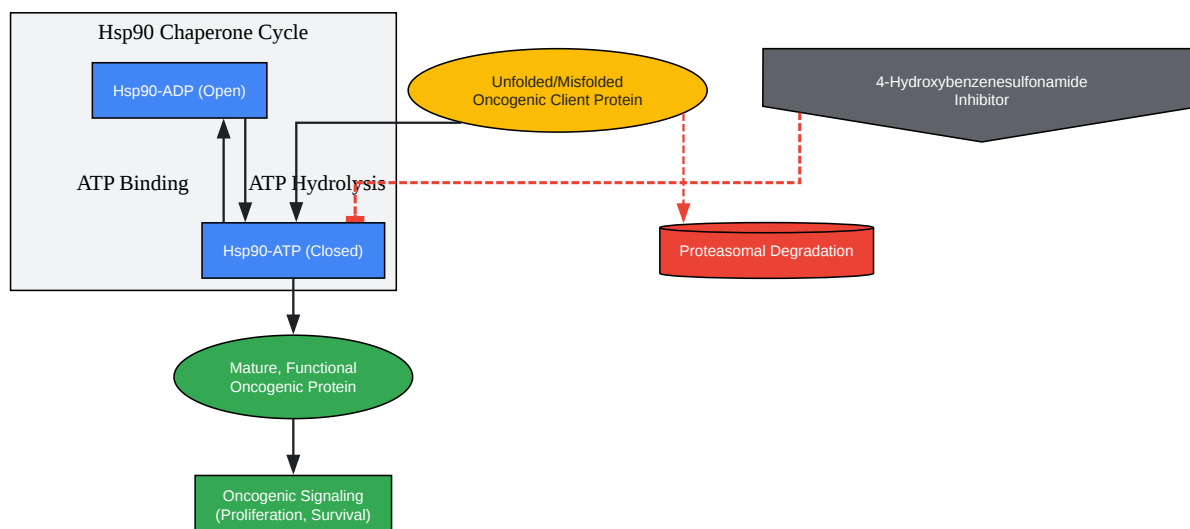 Hsp90 Chaperone Cycle
Hsp90-ADP (Open)
Unfolded/Misfolded
Oncogenic Client Protein
4-Hydroxybenzenesulfonamide
Inhibitor
ATP Binding
ATP Hydrolysis
Hsp90-ATP (Closed)
Proteasomal Degradation
Mature, Functional
Oncogenic Protein
Oncogenic Signaling
(Proliferation, Survival)